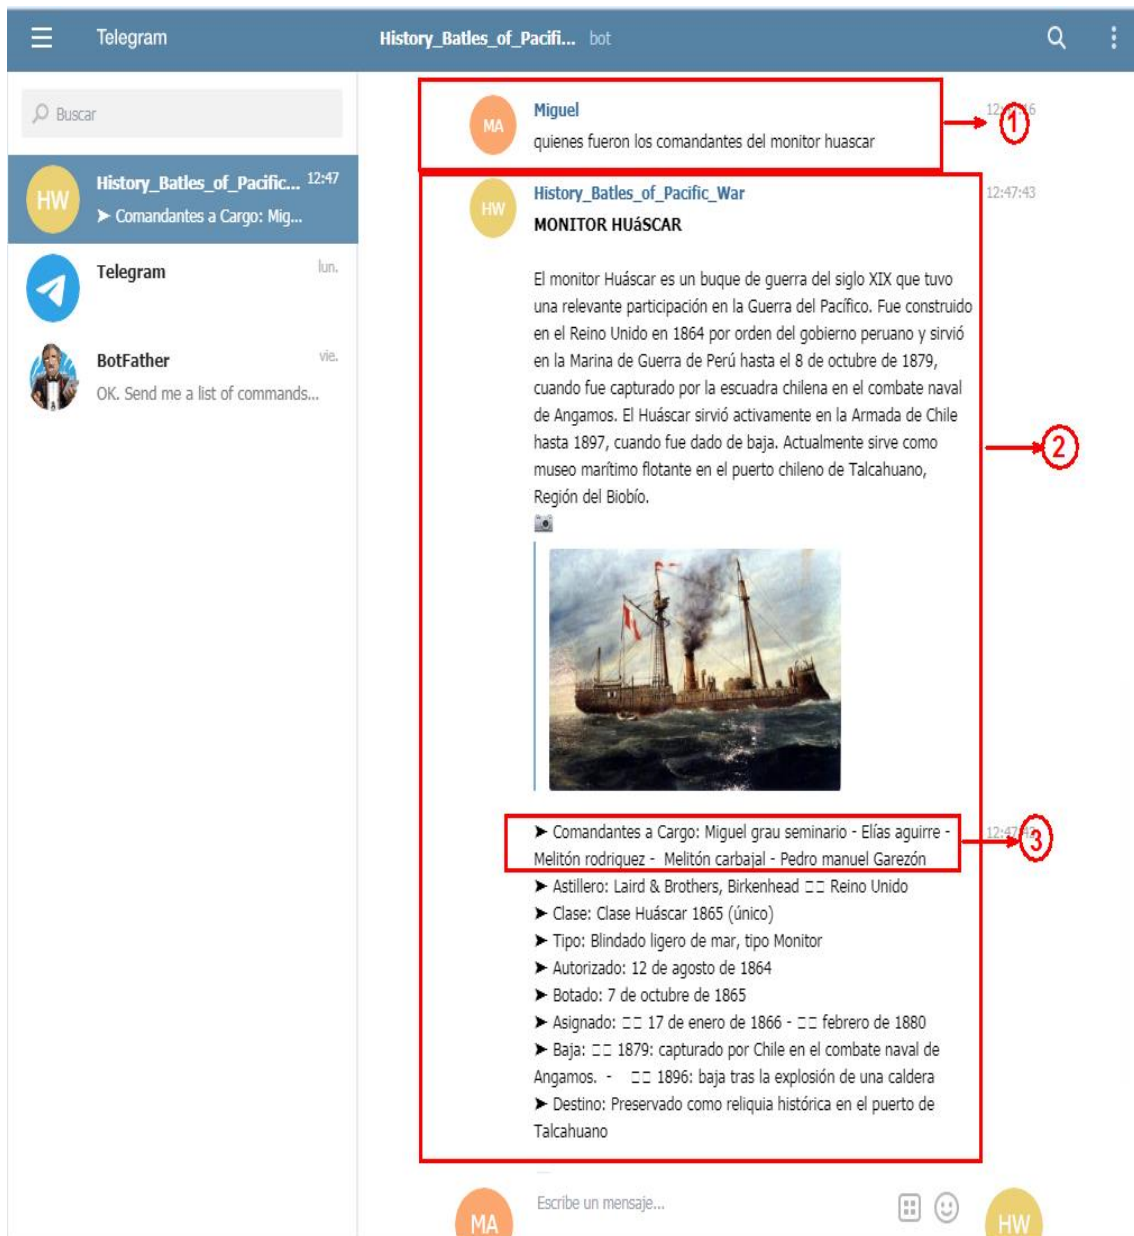 Telegram
History_Batles_of_Pacifi... bot
Buscar
HW
History_Batles_of_Pacific... 12:47
➤ Comandantes a Cargo: Mig...
Telegram lun.
BotFather vie.
OK. Send me a list of commands...
MA
Miguel
quienes fueron los comandantes del monitor huascar
1
HW
History_Batles_of_Pacific_War 12:47:43
MONITOR HUáSCAR
El monitor Huáscar es un buque de guerra del siglo XIX que tuvo
una relevante participación en la Guerra del Pacífico. Fue construido
en el Reino Unido en 1864 por orden del gobierno peruano y sirvió
en la Marina de Guerra de Perú hasta el 8 de octubre de 1879,
cuando fue capturado por la escuadra chilena en el combate naval
de Angamos. El Huáscar sirvió activamente en la Armada de Chile
hasta 1897, cuando fue dado de baja. Actualmente sirve como
museo marítimo flotante en el puerto chileno de Talcahuano,
Región del Biobío.
2
➤ Comandantes a Cargo: Miguel grau seminario - Elías aguirre -
Melitón rodriquez - Melitón carbajal - Pedro manuel Garezón
3
➤ Astillero: Laird & Brothers, Birkenhead □□ Reino Unido
➤ Clase: Clase Huáscar 1865 (único)
➤ Tipo: Blindado ligero de mar, tipo Monitor
➤ Autorizado: 12 de agosto de 1864
➤ Botado: 7 de octubre de 1865
➤ Asignado: □□ 17 de enero de 1866 - □□ febrero de 1880
➤ Baja: □□ 1879: capturado por Chile en el combate naval de
Angamos. - □□ 1896: baja tras la explosión de una caldera
➤ Destino: Preservado como reliquia histórica en el puerto de
Talcahuano
MA
Escribe un mensaje...
HW